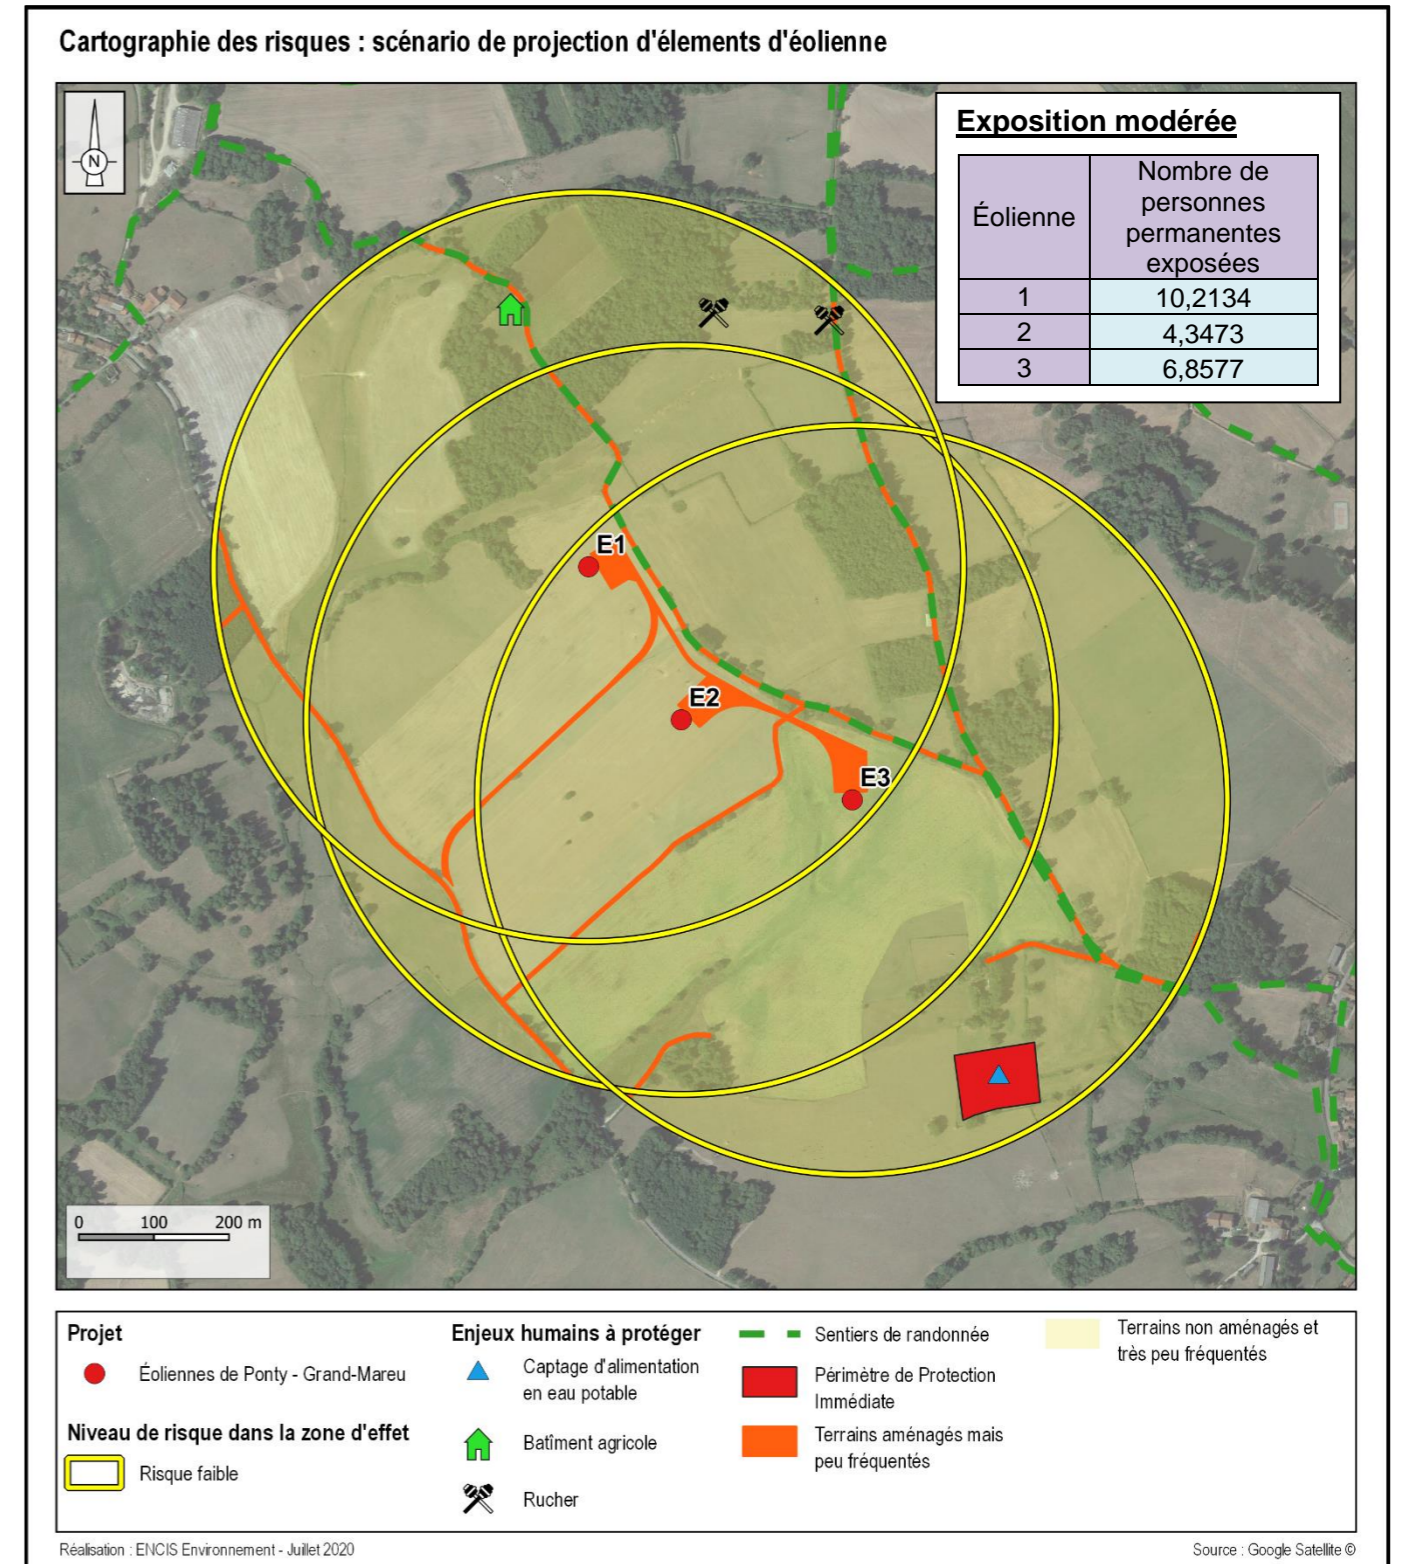 Cartographie des risques : scénario de projection d'élements d'éolienne
N
Exposition modérée
Éolienne
Nombre de
personnes
permanentes
exposées
1 10,2134
2 4,3473
3 6,8577
E1
E2
E3
0 100 200 m
Projet
Éoliennes de Ponty - Grand-Mareu
Niveau de risque dans la zone d'effet
Risque faible
Enjeux humains à protéger
Captage d'alimentation
en eau potable
Batîment agricole
Rucher
Sentiers de randonnée
Périmètre de Protection
Immédiate
Terrains aménagés mais
peu fréquentés
Terrains non aménagés et
très peu fréquentés
Réalisation : ENCIS Environnement - Juillet 2020
Source : Google Satellite ©